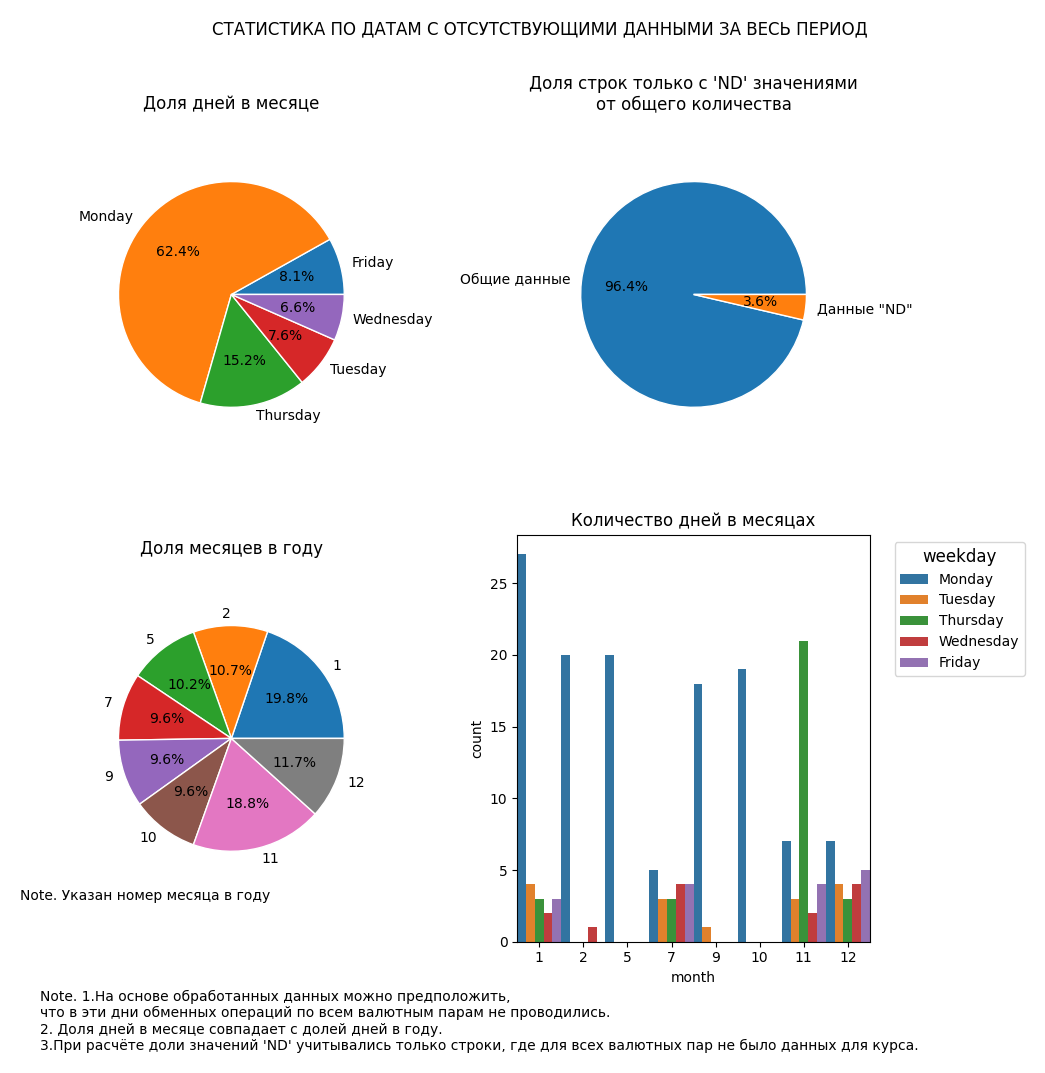 СТАТИСТИКА ПО ДАТАМ С ОТСУТСТВУЮЩИМИ ДАННЫМИ ЗА ВЕСЬ ПЕРИОД
Доля дней в месяце
Monday
62.4%
Friday
8.1%
6.6%
Wednesday
7.6%
Tuesday
15.2%
Thursday
Доля строк только с 'ND' значениями
от общего количества
Общие данные
96.4%
3.6%
Данные "ND"
Доля месяцев в году
2
5
1
10.7%
10.2%
19.8%
7
9.6%
9.6%
11.7%
9
12
9.6%
18.8%
10
11
Note. Указан номер месяца в году
Количество дней в месяцах
25
20
15
10
5
0
count
1 2 5 7 9 10 11 12
month
weekday
Monday
Tuesday
Thursday
Wednesday
Friday
Note. 1.На основе обработанных данных можно предположить,
что в эти дни обменных операций по всем валютным парам не проводились.
2. Доля дней в месяце совпадает с долей дней в году.
3.При расчёте доли значений 'ND' учитывались только строки, где для всех валютных пар не было данных для курса.